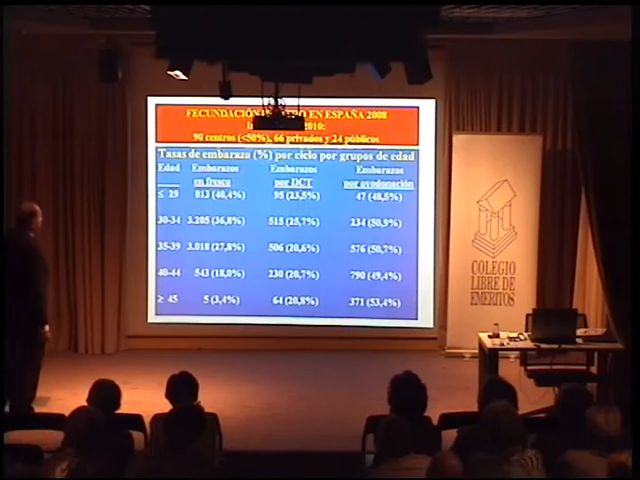 FECUNDACIÓN IN VITRO EN ESPAÑA 2008
2010:
90 centros (<50%), 66 privados y 24 públicos
Tasas de embarazo (%) por ciclo por grupos de edad
Edad Embarazos Embarazos Embarazos
en fresco por DCT por ovodonación
≤ 29 813 (40,4%) 95 (23,5%) 47 (48,5%)
30-34 3.205 (36,8%) 515 (25,7%) 234 (50,9%)
35-39 3.018 (27,8%) 506 (20,6%) 576 (50,7%)
40-44 543 (18,0%) 230 (20,7%) 790 (49,4%)
≥ 45 5 (3,4%) 64 (20,8%) 371 (53,4%)
COLEGIO
LIBRE DE
EMERITOS